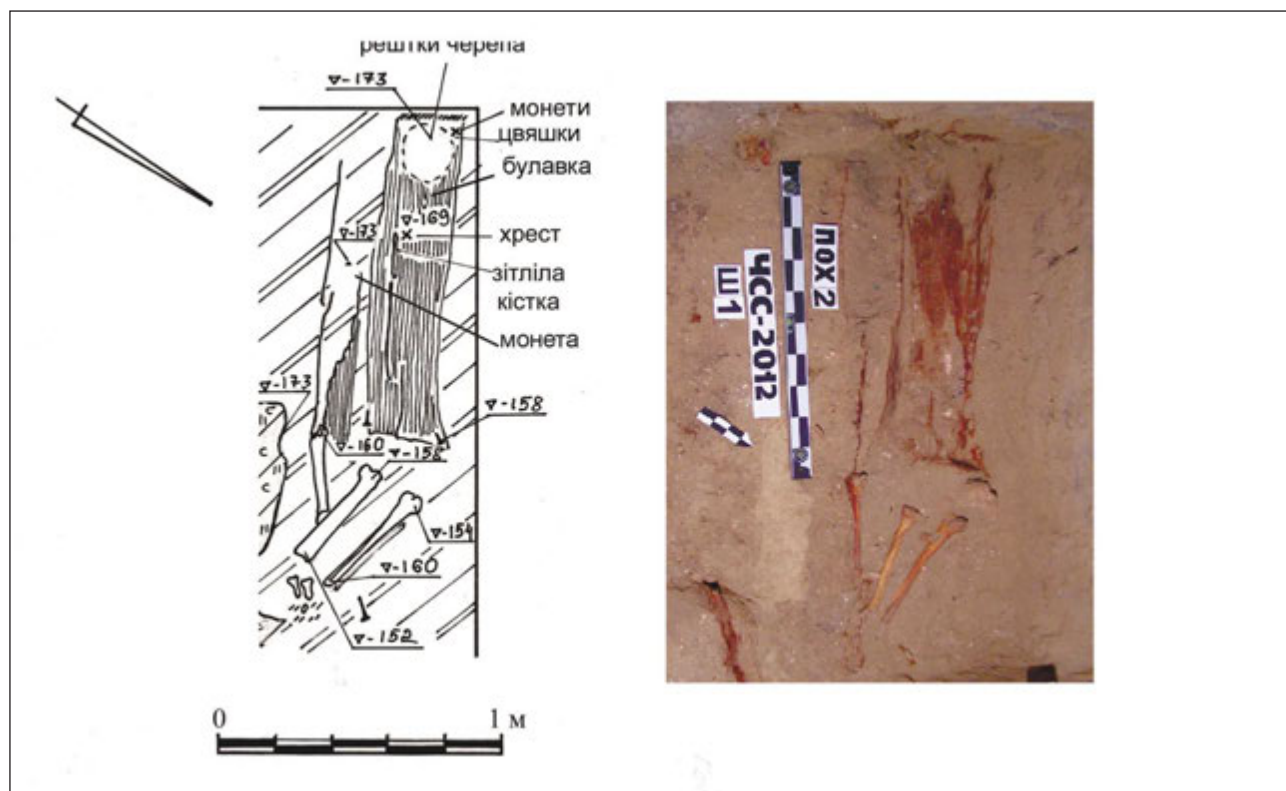 рештки черепа
▽-173
монети
цвяшки
булавка
▽-169
хрест
▽-173
зітліла
кістка
монета
▽-173
▽-158
▽-160
▽-158
▽-154
▽-160
▽-152
0 1 м
ПОХ 2
ЧСС-2012
Ш 1